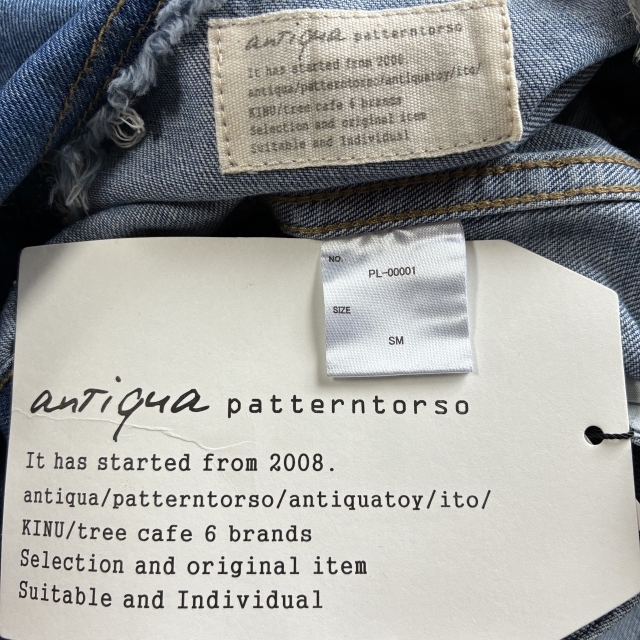 antiqua patterntorso
It has started from 2008.
antiqua/patterntorso/antiquatoy/ito/
KINU/tree cafe 6 brands
Selection and original item
Suitable and Individual
NO.
PL-00001
SIZE
SM
antiqua patterntorso
It has started from 2008.
antiqua/patterntorso/antiquatoy/ito/
KINU/tree cafe 6 brands
Selection and original item
Suitable and Individual